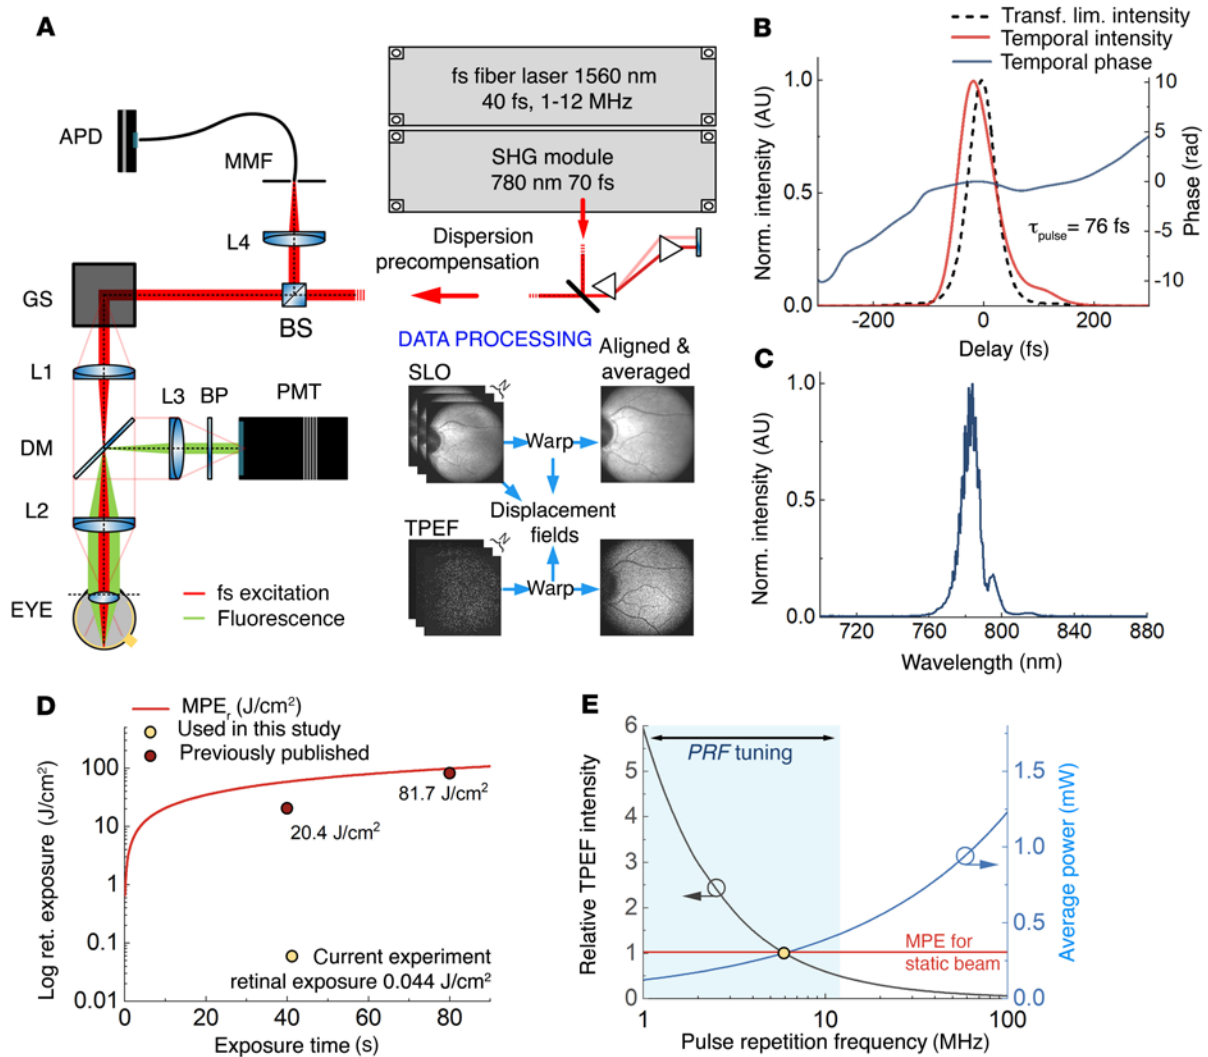 A
fs fiber laser 1560 nm
40 fs, 1-12 MHz
SHG module
780 nm 70 fs
APD
MMF
L4
Dispersion
precompensation
GS
BS
L1
L3
BP
PMT
DM
L2
EYE
fs excitation
Fluorescence
DATA PROCESSING
SLO
N
Aligned &
averaged
Warp
Displacement
fields
TPEF
N
Warp
B
Transf. lim. intensity
Temporal intensity
Temporal phase
Norm. intensity (AU)
1.0
0.5
0.0
10
5
0
-5
-10
Phase (rad)
τpulse= 76 fs
-200
0
200
Delay (fs)
C
Norm. intensity (AU)
1.0
0.5
0.0
720
760
800
840
880
Wavelength (nm)
D
MPEr (J/cm²)
Used in this study
Previously published
Log ret. exposure (J/cm²)
100
10
1
0.1
0.01
81.7 J/cm²
20.4 J/cm²
Current experiment
retinal exposure 0.044 J/cm²
0
20
40
60
80
Exposure time (s)
E
Relative TPEF intensity
6
5
4
3
2
1
0
PRF tuning
MPE for
static beam
1.5
1.0
0.5
0.0
Average power (mW)
1
10
100
Pulse repetition frequency (MHz)